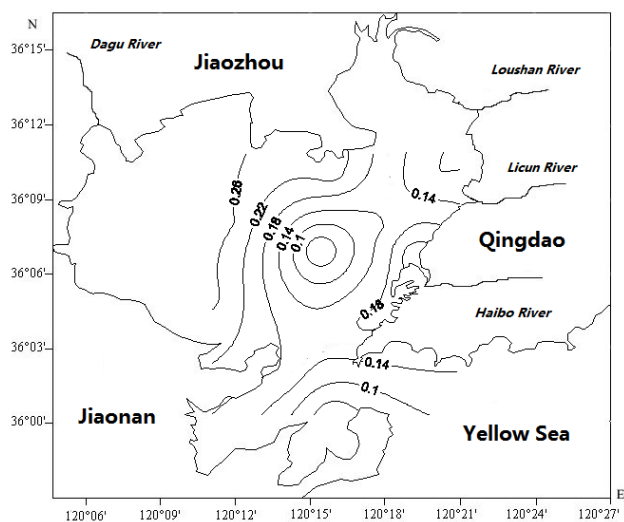 N
36°15'
Dagu River
Jiaozhou
Loushan River
36°12'
Licun River
0.26
0.14
36°09'
0.22
0.18
0.14
0.1
Qingdao
36°06'
0.18
Haibo River
36°03'
0.14
0.1
36°00'
Jiaonan
Yellow Sea
E
120°06'
120°09'
120°12'
120°15'
120°18'
120°21'
120°24'
120°27'